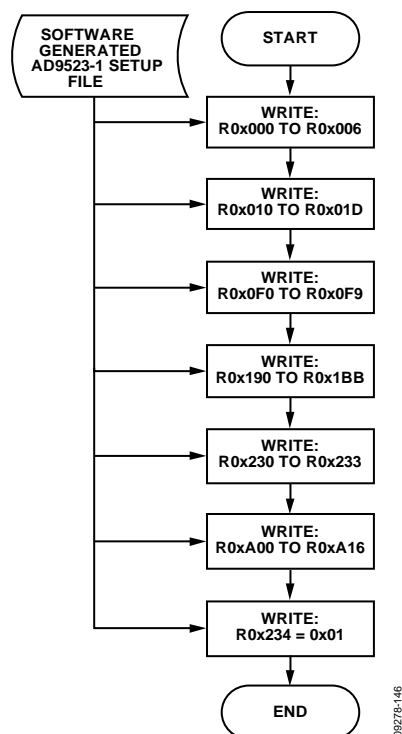 SOFTWARE
GENERATED
AD9523-1 SETUP
FILE
START
WRITE:
R0x000 TO R0x006
WRITE:
R0x010 TO R0x01D
WRITE:
R0x0F0 TO R0x0F9
WRITE:
R0x190 TO R0x1BB
WRITE:
R0x230 TO R0x233
WRITE:
R0xA00 TO R0xA16
WRITE:
R0x234 = 0x01
END
09278-146